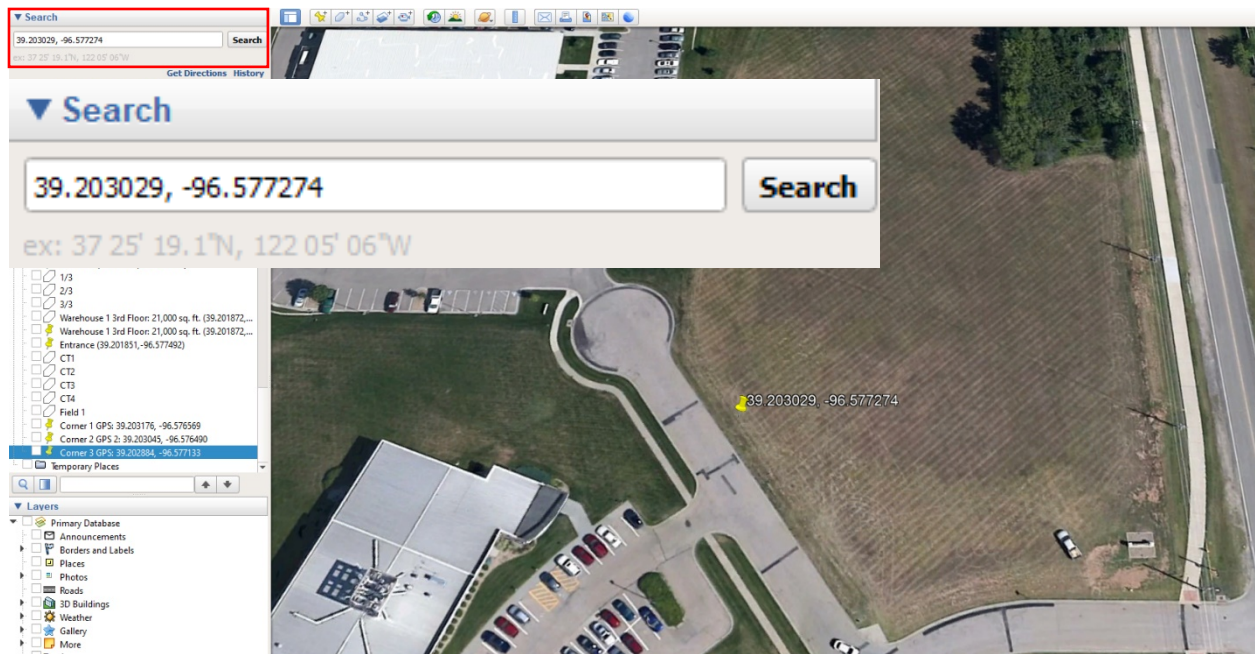 ▼ Search
39.203029, -96.577274
Search
ex: 37 25' 19.1"N, 122 05' 06"W
Get Directions History
▼ Search
39.203029, -96.577274
Search
ex: 37 25' 19.1"N, 122 05' 06"W
1/3
2/3
3/3
Warehouse 1 3rd Floor: 21,000 sq. ft. (39.201872,...
Warehouse 1 3rd Floor: 21,000 sq. ft. (39.201872,...
Entrance (39.201851,-96.577492)
CT1
CT2
CT3
CT4
Field 1
Corner 1 GPS: 39.203176, -96.576569
Corner 2 GPS 2: 39.203045, -96.576490
Corner 3 GPS: 39.202884, -96.577133
Temporary Places
▼ Layers
Primary Database
Announcements
Borders and Labels
Places
Photos
Roads
3D Buildings
Weather
Gallery
More
39.203029, -96.577274